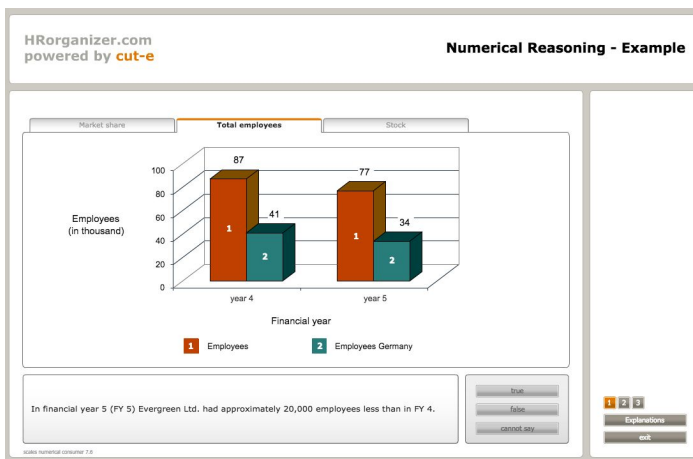 HRorganizer.com
powered by cut-e
Numerical Reasoning - Example
Market share
Total employees
Stock
Employees
(in thousand)
100
80
60
40
20
0
87
41
77
34
1
2
1
2
year 4
year 5
Financial year
1 Employees
2 Employees Germany
In financial year 5 (FY 5) Evergreen Ltd. had approximately 20,000 employees less than in FY 4.
true
false
cannot say
1 2 3
Explanations
exit
scales numerical consumer 7.0